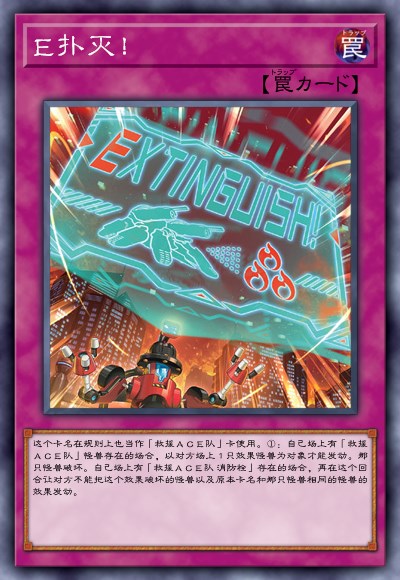 E扑灭！
トラップ
罠
トラップ
【罠カード】
EXTINGUISH!
这个卡名在规则上也当作「救援ACE队」卡使用。①：自己场上有「救援
ACE队」怪兽存在的场合，以对方场上1只效果怪兽为对象才能发动。那
只怪兽破坏。自己场上有「救援ACE队 消防栓」存在的场合，再在这个回
合让对方不能把这个效果破坏的怪兽以及原本卡名和那只怪兽相同的怪兽的
效果发动。